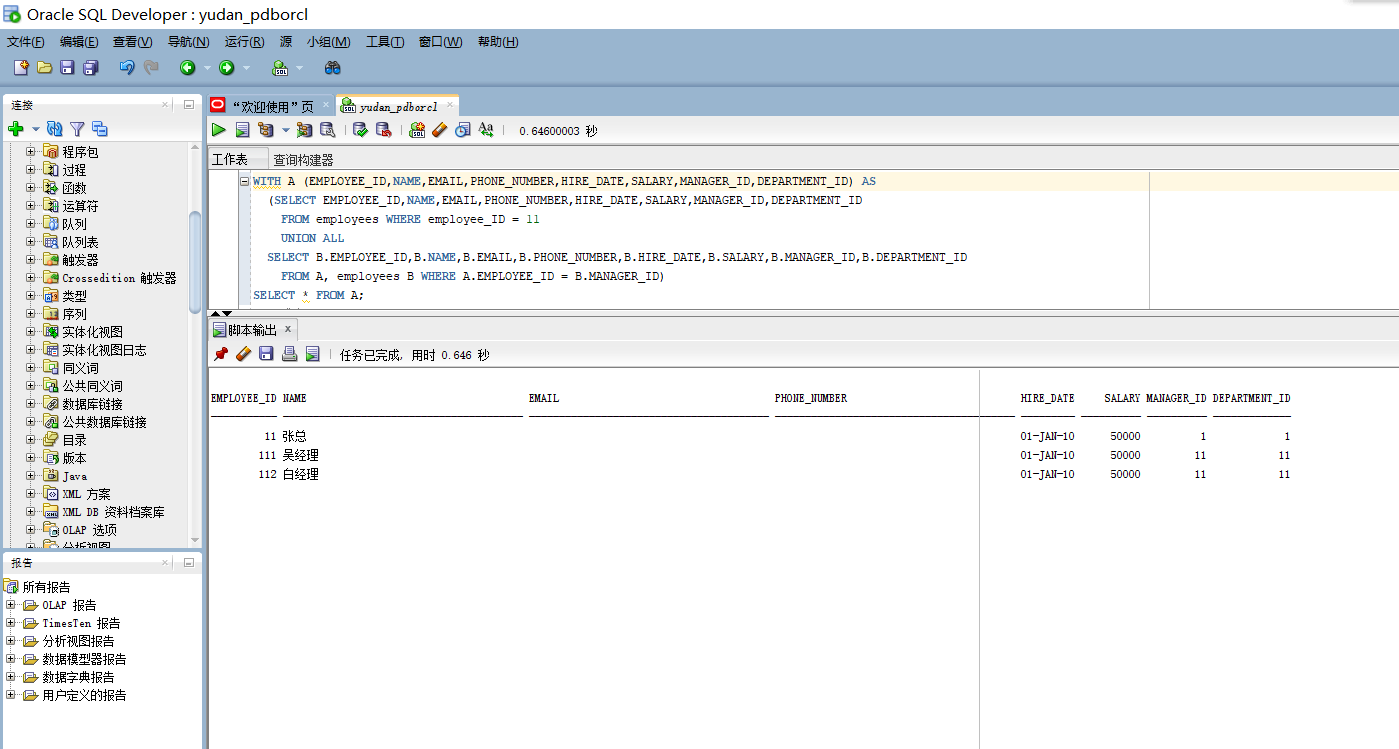 Oracle SQL Developer : yudan_pdborcl
文件(F) 编辑(E) 查看(V) 导航(N) 运行(R) 源 小组(M) 工具(T) 窗口(W) 帮助(H)
连接
程序包
过程
函数
运算符
队列
队列表
触发器
Crossedition 触发器
类型
序列
实体化视图
实体化视图日志
同义词
公共同义词
数据库链接
公共数据库链接
目录
版本
Java
XML 方案
XML DB 资料档案库
OLAP 选项
分析视图
报告
所有报告
OLAP 报告
TimesTen 报告
分析视图报告
数据模型器报告
数据字典报告
用户定义的报告
“欢迎使用”页 yudan_pdborcl
0.64600003 秒
工作表 查询构建器
WITH A (EMPLOYEE_ID,NAME,EMAIL,PHONE_NUMBER,HIRE_DATE,SALARY,MANAGER_ID,DEPARTMENT_ID) AS
(SELECT EMPLOYEE_ID,NAME,EMAIL,PHONE_NUMBER,HIRE_DATE,SALARY,MANAGER_ID,DEPARTMENT_ID
FROM employees WHERE employee_ID = 11
UNION ALL
SELECT B.EMPLOYEE_ID,B.NAME,B.EMAIL,B.PHONE_NUMBER,B.HIRE_DATE,B.SALARY,B.MANAGER_ID,B.DEPARTMENT_ID
FROM A, employees B WHERE A.EMPLOYEE_ID = B.MANAGER_ID)
SELECT * FROM A;
脚本输出
任务已完成, 用时 0.646 秒
EMPLOYEE_ID NAME EMAIL PHONE_NUMBER HIRE_DATE SALARY MANAGER_ID DEPARTMENT_ID
11 张总 01-JAN-10 50000 1 1
111 吴经理 01-JAN-10 50000 11 11
112 白经理 01-JAN-10 50000 11 11